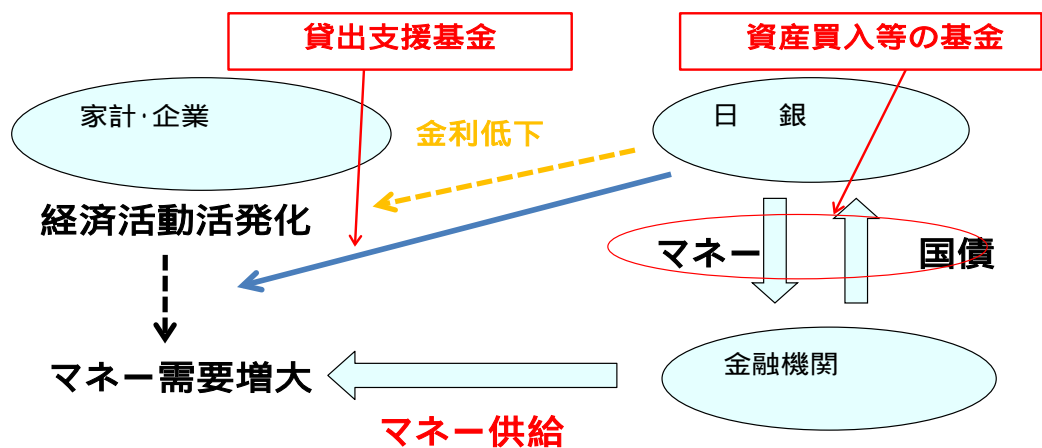 貸出支援基金
資産買入等の基金
家計・企業
日 銀
金利低下
経済活動活発化
マネー
国債
金融機関
マネー需要増大
マネー供給